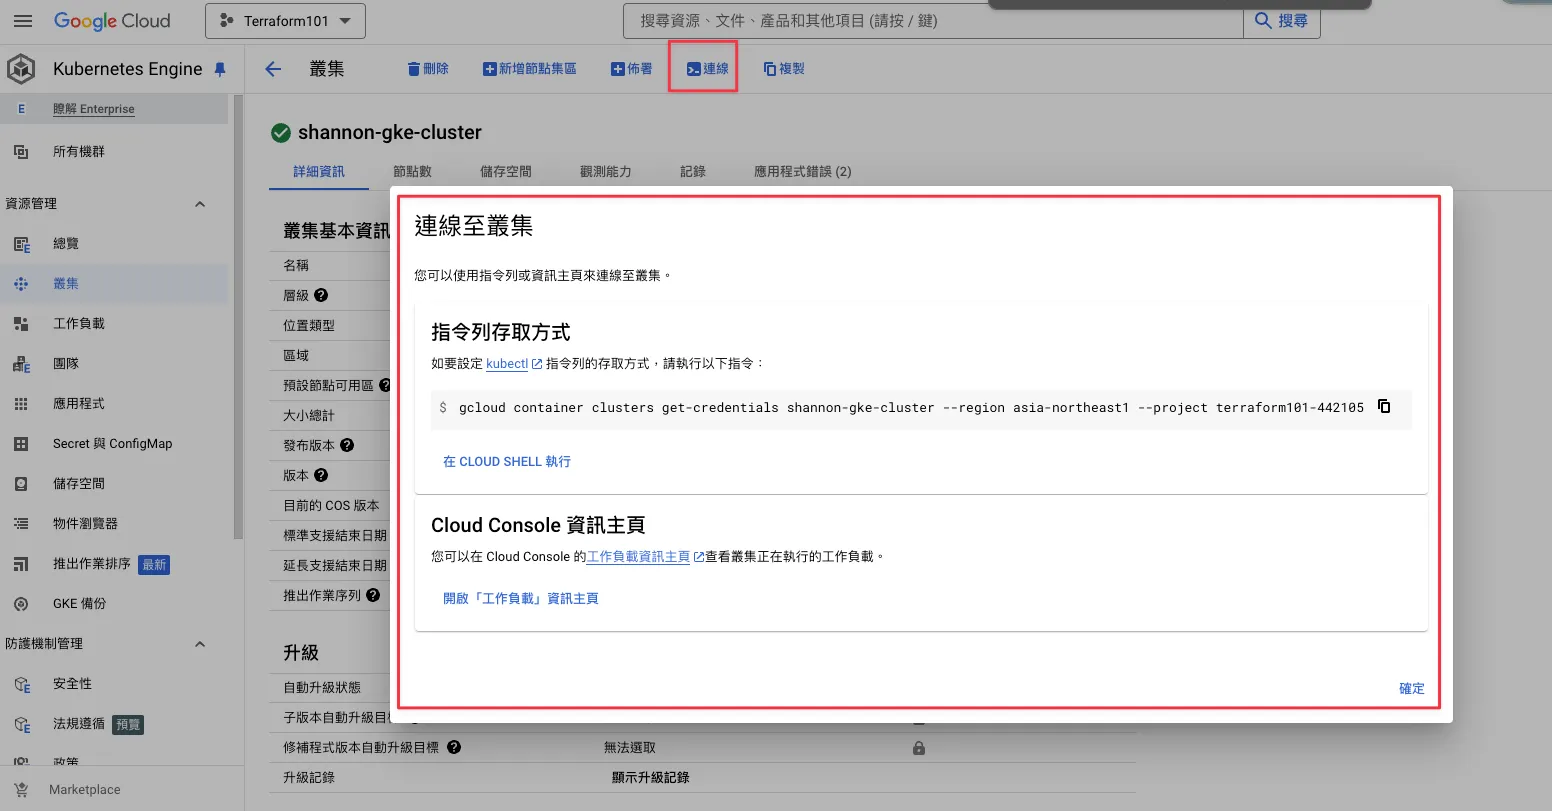 Google Cloud
Terraform101
搜尋資源、文件、產品和其他項目 (請按 / 鍵)
搜尋
Kubernetes Engine
叢集
刪除
新增節點集區
佈署
連線
複製
E
瞭解 Enterprise
所有機群
資源管理
總覽
叢集
工作負載
團隊
應用程式
Secret 與 ConfigMap
儲存空間
物件瀏覽器
推出作業排序 最新
GKE 備份
防護機制管理
安全性
法規遵循 預覽
政策
Marketplace
shannon-gke-cluster
詳細資訊
節點數
儲存空間
觀測能力
記錄
應用程式錯誤 (2)
叢集基本資訊
名稱
層級
位置類型
區域
預設節點可用區
大小總計
發布版本
版本
目前的 COS 版本
標準支援結束日期
延長支援結束日期
推出作業序列
升級
自動升級狀態
子版本自動升級目標
修補程式版本自動升級目標
無法選取
升級記錄
顯示升級記錄
連線至叢集
您可以使用指令列或資訊主頁來連線至叢集。
指令列存取方式
如要設定 kubectl 指令列的存取方式，請執行以下指令：
$ gcloud container clusters get-credentials shannon-gke-cluster --region asia-northeast1 --project terraform101-442105
在 CLOUD SHELL 執行
Cloud Console 資訊主頁
您可以在 Cloud Console 的工作負載資訊主頁查看叢集正在執行的工作負載。
開啟「工作負載」資訊主頁
確定